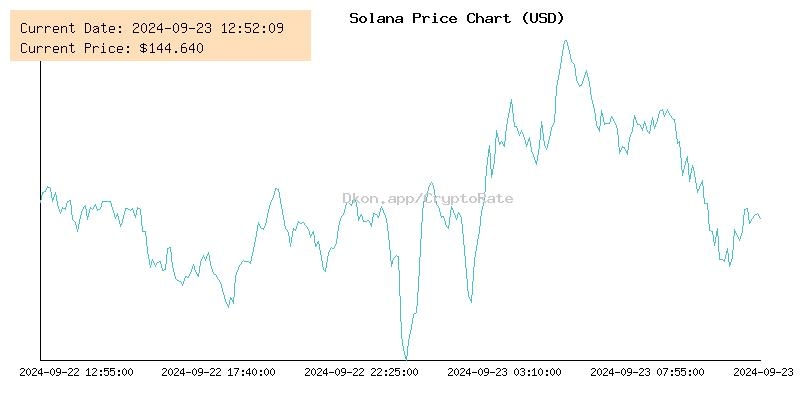 Solana Price Chart (USD)
Current Date: 2024-09-23 12:52:09
Current Price: $144.640
Dkon.app/CryptoRate
2024-09-22 12:55:00 2024-09-22 17:40:00 2024-09-22 22:25:00 2024-09-23 03:10:00 2024-09-23 07:55:00 2024-09-23